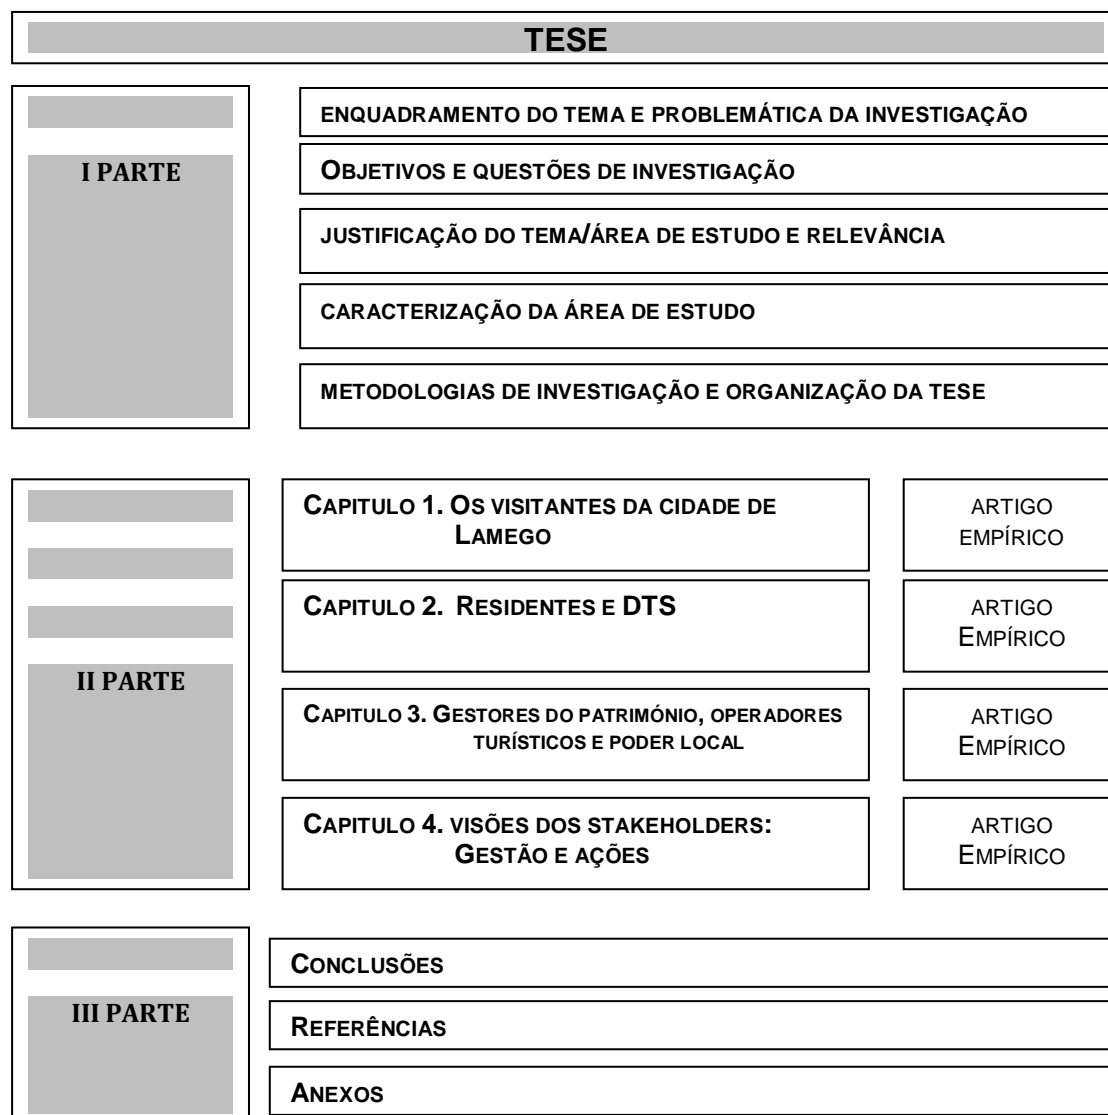 TESE
I PARTE
ENQUADRAMENTO DO TEMA E PROBLEMÁTICA DA INVESTIGAÇÃO
OBJETIVOS E QUESTÕES DE INVESTIGAÇÃO
JUSTIFICAÇÃO DO TEMA/ÁREA DE ESTUDO E RELEVÂNCIA
CARACTERIZAÇÃO DA ÁREA DE ESTUDO
METODOLOGIAS DE INVESTIGAÇÃO E ORGANIZAÇÃO DA TESE
II PARTE
CAPITULO 1. OS VISITANTES DA CIDADE DE
LAMEGO
ARTIGO
EMPÍRICO
CAPITULO 2. RESIDENTES E DTS
ARTIGO
EMPÍRICO
CAPITULO 3. GESTORES DO PATRIMÓNIO, OPERADORES
TURÍSTICOS E PODER LOCAL
ARTIGO
EMPÍRICO
CAPITULO 4. VISÕES DOS STAKEHOLDERS:
GESTÃO E AÇÕES
ARTIGO
EMPÍRICO
III PARTE
CONCLUSÕES
REFERÊNCIAS
ANEXOS